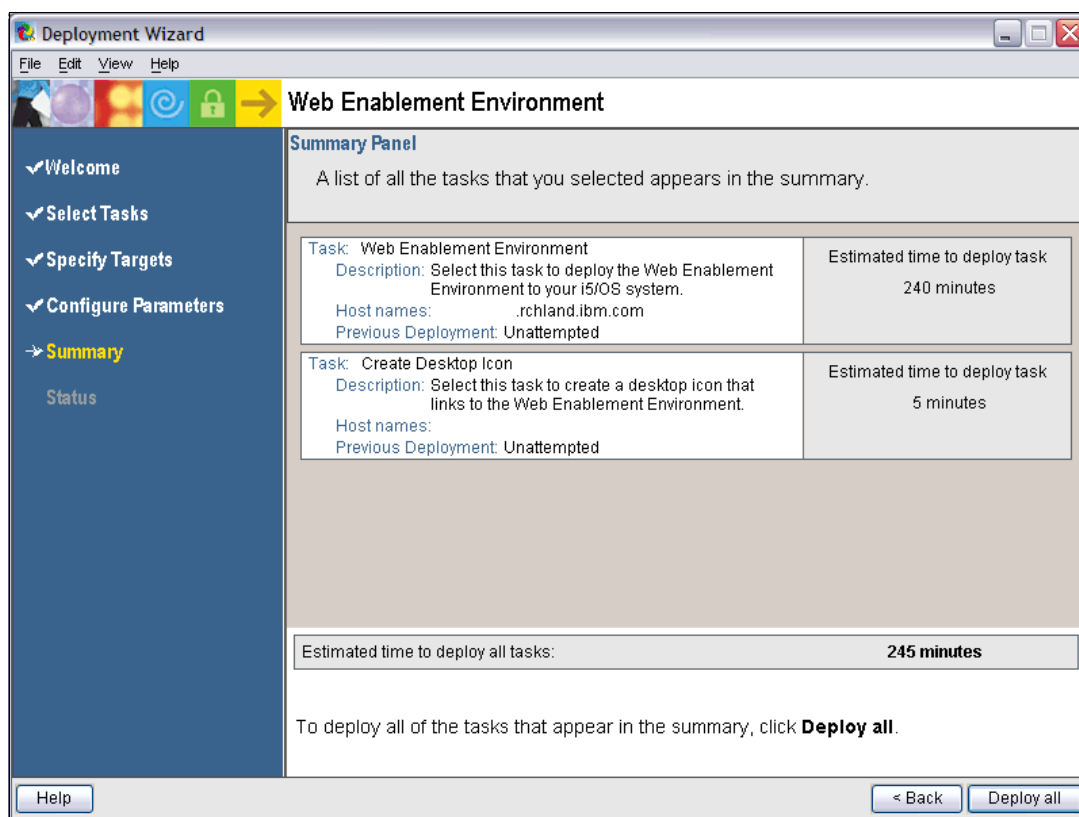 Deployment Wizard
File Edit View Help
Web Enablement Environment
Welcome
Select Tasks
Specify Targets
Configure Parameters
Summary
Status
Summary Panel
A list of all the tasks that you selected appears in the summary.
Task: Web Enablement Environment
Description: Select this task to deploy the Web Enablement
Environment to your i5/OS system.
Host names: .rchland.ibm.com
Previous Deployment: Unattempted
Estimated time to deploy task
240 minutes
Task: Create Desktop Icon
Description: Select this task to create a desktop icon that
links to the Web Enablement Environment.
Host names:
Previous Deployment: Unattempted
Estimated time to deploy task
5 minutes
Estimated time to deploy all tasks: 245 minutes
To deploy all of the tasks that appear in the summary, click Deploy all.
Help
< Back
Deploy all